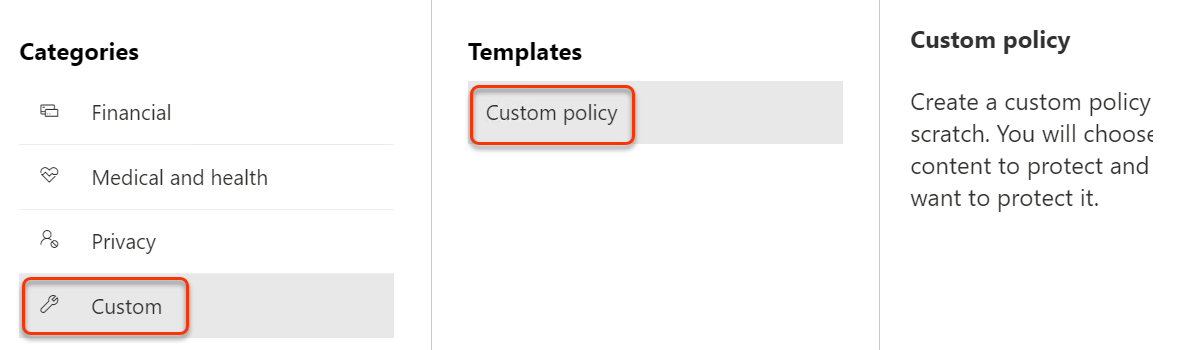 Categories
Financial
Medical and health
Privacy
Custom
Templates
Custom policy
Custom policy
Create a custom policy
scratch. You will choose
content to protect and
want to protect it.